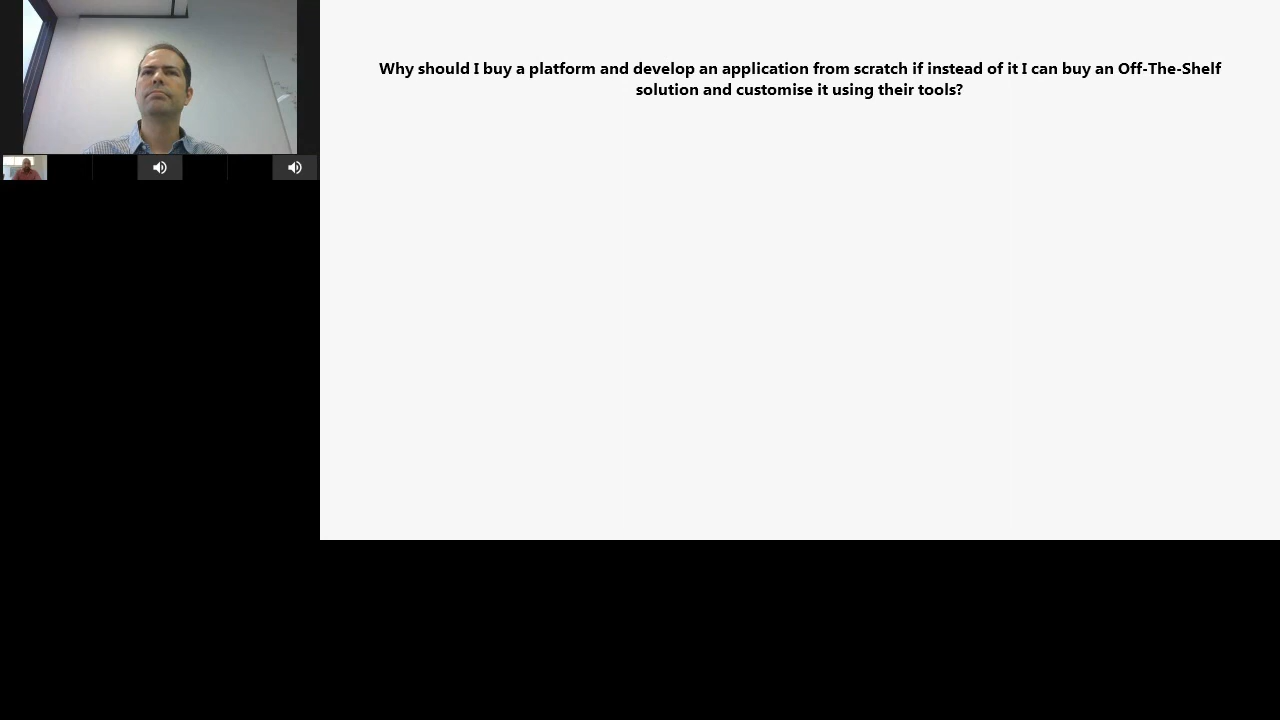 Why should I buy a platform and develop an application from scratch if instead of it I can buy an Off-The-Shelf
solution and customise it using their tools?